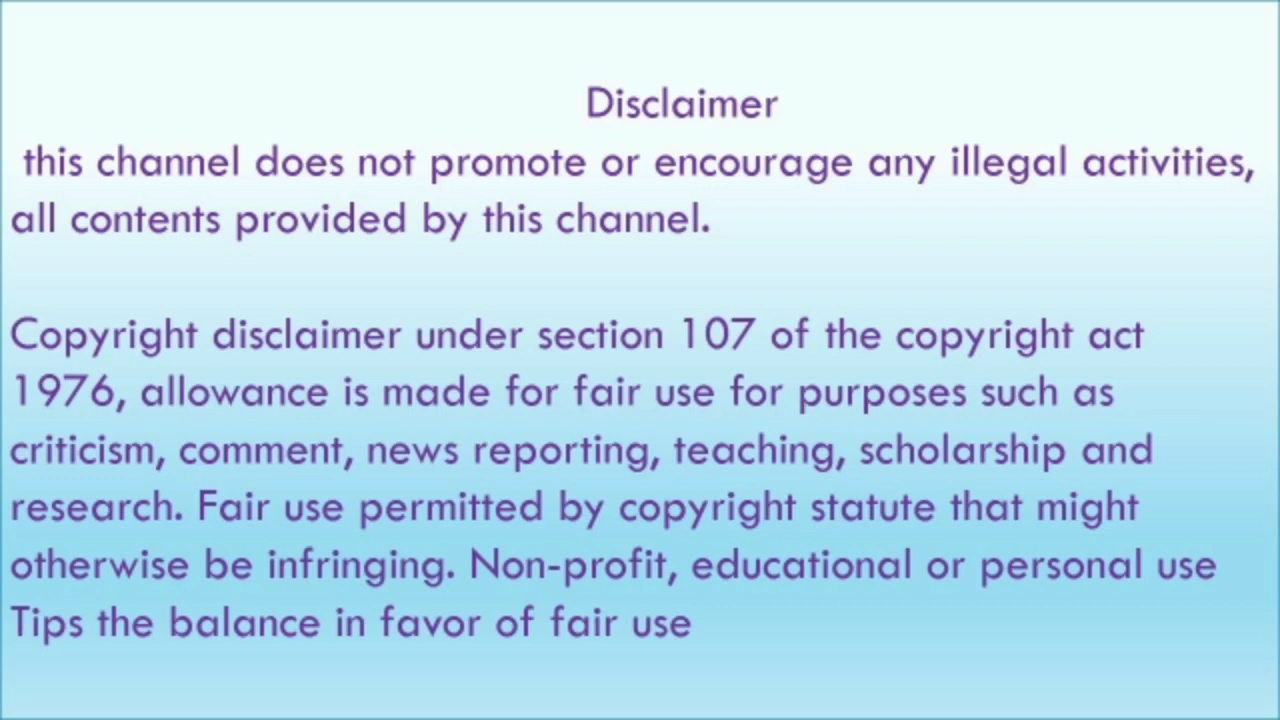 Disclaimer
this channel does not promote or encourage any illegal activities,
all contents provided by this channel.
Copyright disclaimer under section 107 of the copyright act
1976, allowance is made for fair use for purposes such as
criticism, comment, news reporting, teaching, scholarship and
research. Fair use permitted by copyright statute that might
otherwise be infringing. Non-profit, educational or personal use
Tips the balance in favor of fair use